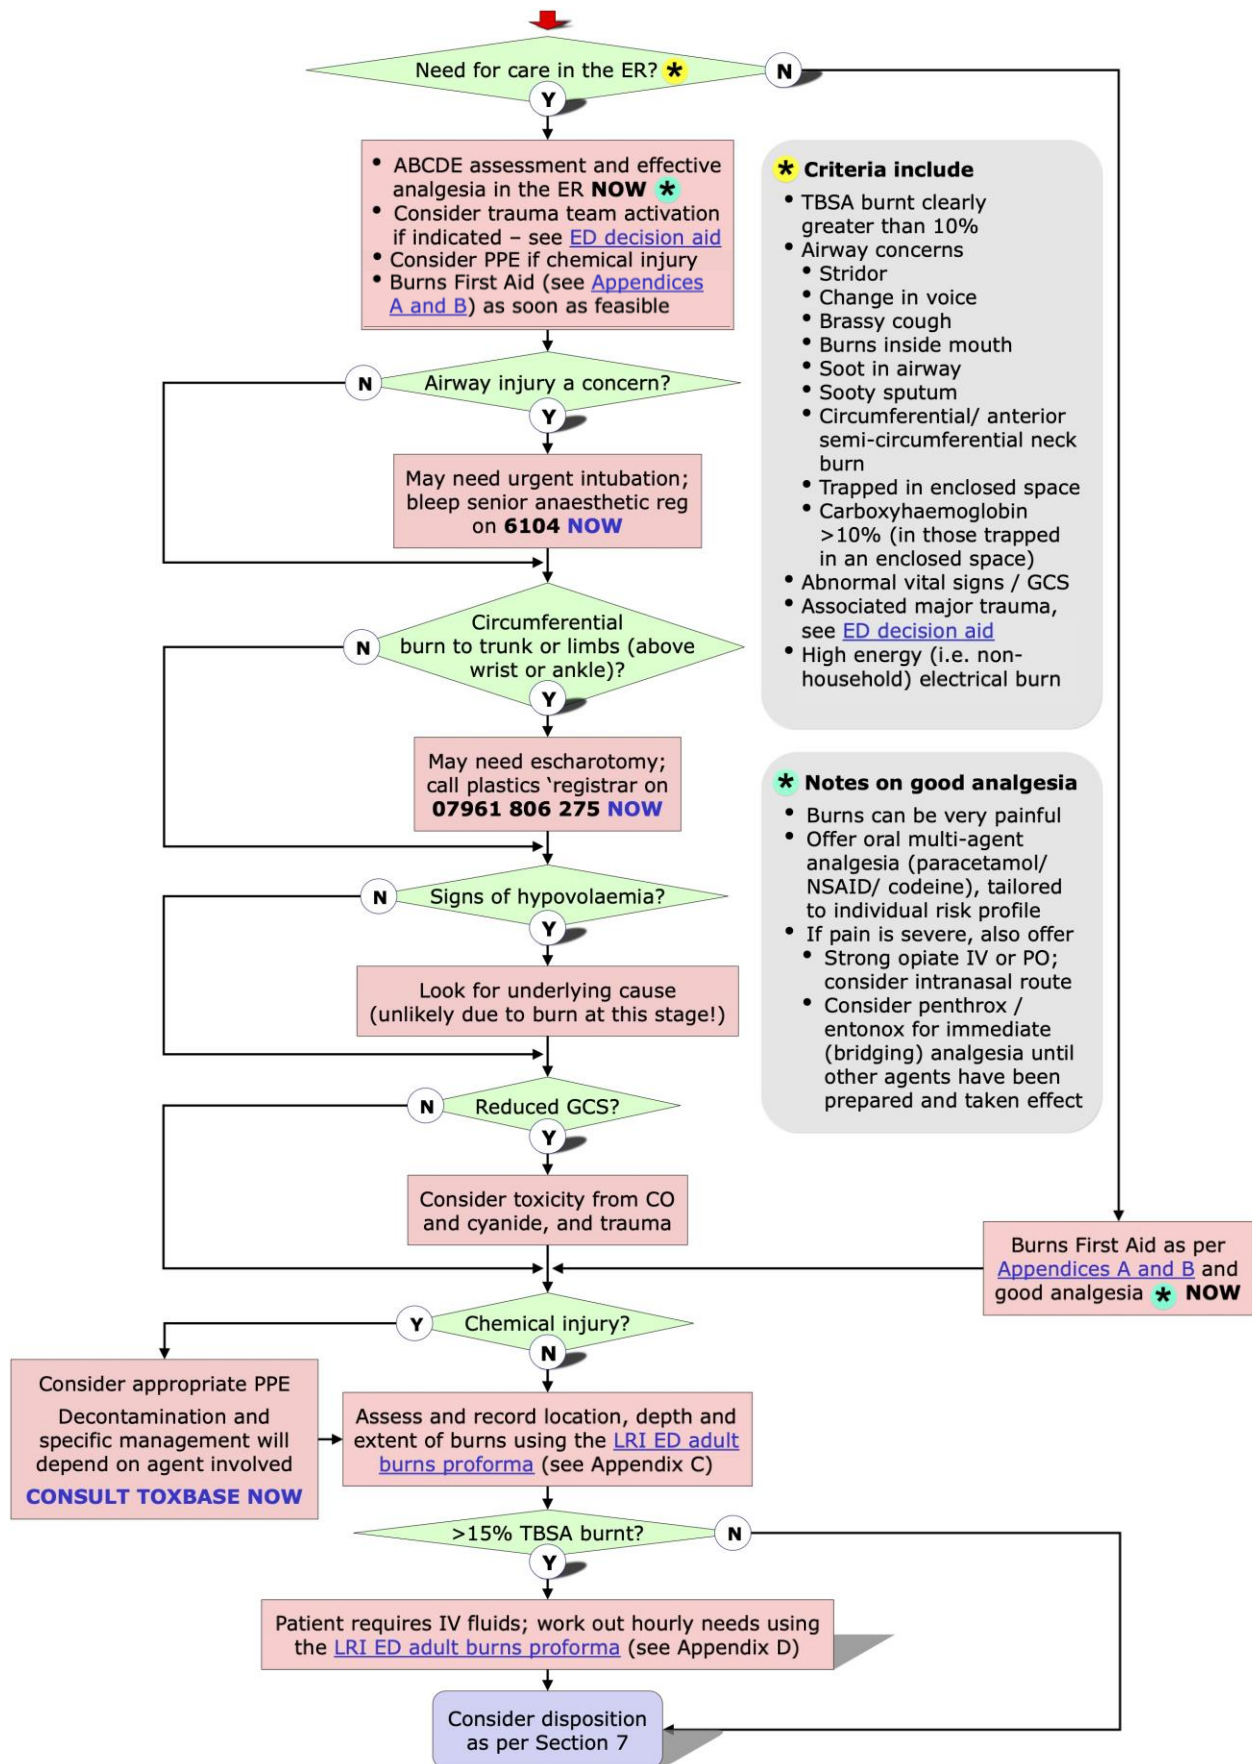 Need for care in the ER? *
N
Y
• ABCDE assessment and effective
analgesia in the ER NOW *
• Consider trauma team activation
if indicated – see ED decision aid
• Consider PPE if chemical injury
• Burns First Aid (see Appendices
A and B) as soon as feasible
N
Airway injury a concern?
Y
May need urgent intubation;
bleep senior anaesthetic reg
on 6104 NOW
Circumferential
burn to trunk or limbs (above
wrist or ankle)?
N
Y
May need escharotomy;
call plastics ‘registrar on
07961 806 275 NOW
N
Signs of hypovolaemia?
Y
Look for underlying cause
(unlikely due to burn at this stage!)
N
Reduced GCS?
Y
Consider toxicity from CO
and cyanide, and trauma
* Criteria include
• TBSA burnt clearly
greater than 10%
• Airway concerns
• Stridor
• Change in voice
• Brassy cough
• Burns inside mouth
• Soot in airway
• Sooty sputum
• Circumferential/ anterior
semi-circumferential neck
burn
• Trapped in enclosed space
• Carboxyhaemoglobin
>10% (in those trapped
in an enclosed space)
• Abnormal vital signs / GCS
• Associated major trauma,
see ED decision aid
• High energy (i.e. non-
household) electrical burn
* Notes on good analgesia
• Burns can be very painful
• Offer oral multi-agent
analgesia (paracetamol/
NSAID/ codeine), tailored
to individual risk profile
• If pain is severe, also offer
• Strong opiate IV or PO;
consider intranasal route
• Consider penthrox /
entonox for immediate
(bridging) analgesia until
other agents have been
prepared and taken effect
Burns First Aid as per
Appendices A and B and
good analgesia * NOW
Y
Chemical injury?
N
Consider appropriate PPE
Decontamination and
specific management will
depend on agent involved
CONSULT TOXBASE NOW
Assess and record location, depth and
extent of burns using the LRI ED adult
burns proforma (see Appendix C)
>15% TBSA burnt?
N
Y
Patient requires IV fluids; work out hourly needs using
the LRI ED adult burns proforma (see Appendix D)
Consider disposition
as per Section 7